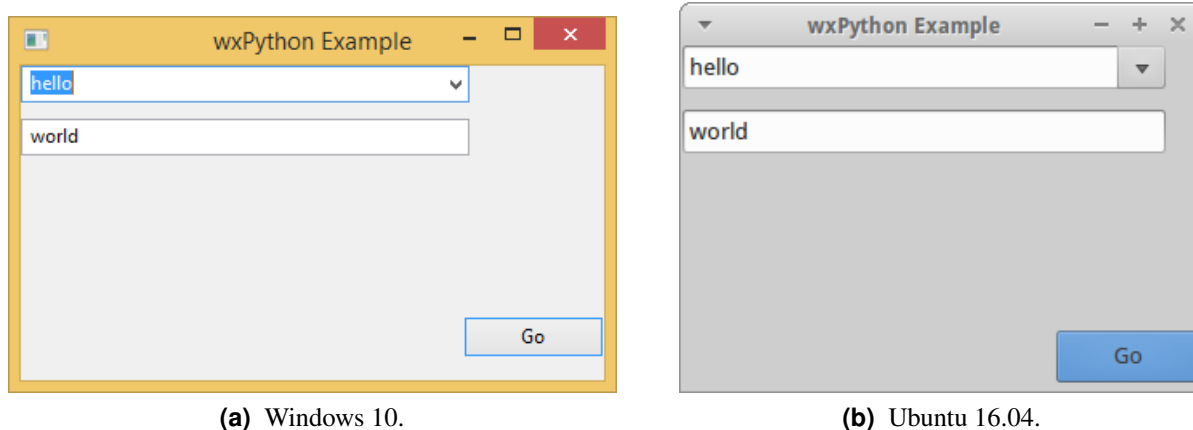 wxPython Example
hello
world
Go
(a) Windows 10.
wxPython Example
hello
world
Go
(b) Ubuntu 16.04.